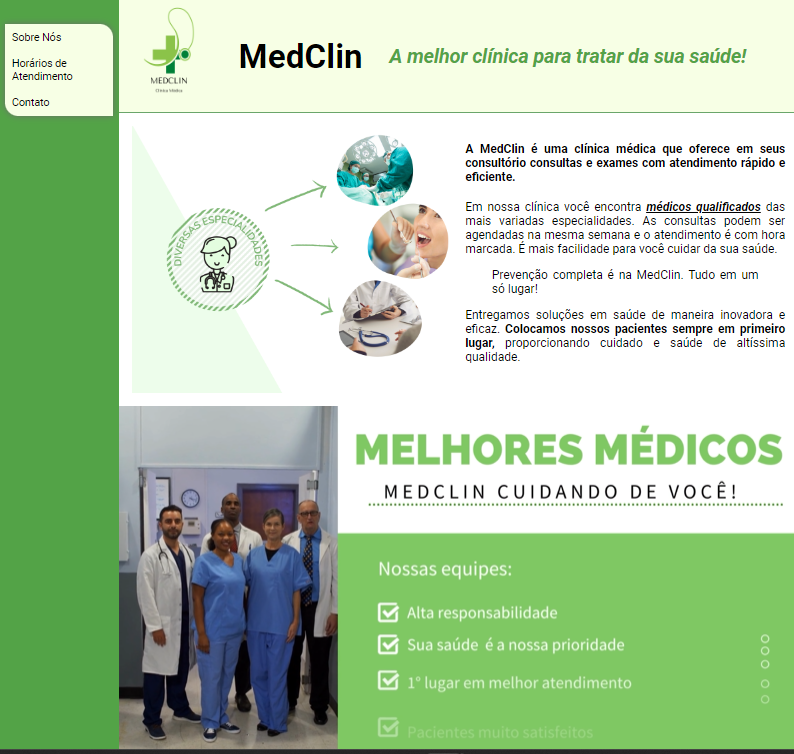 Sobre Nós
Horários de
Atendimento
Contato
MEDCLIN
Clínica Médica
MedClin
A melhor clínica para tratar da sua saúde!
DIVERSAS ESPECIALIDADES
A MedClin é uma clínica médica que oferece em seus
consultório consultas e exames com atendimento rápido e
eficiente.
Em nossa clínica você encontra médicos qualificados das
mais variadas especialidades. As consultas podem ser
agendadas na mesma semana e o atendimento é com hora
marcada. É mais facilidade para você cuidar da sua saúde.
Prevenção completa é na MedClin. Tudo em um
só lugar!
Entregamos soluções em saúde de maneira inovadora e
eficaz. Colocamos nossos pacientes sempre em primeiro
lugar, proporcionando cuidado e saúde de altíssima
qualidade.
MELHORES MÉDICOS
MEDCLIN CUIDANDO DE VOCÊ!
Nossas equipes:
Alta responsabilidade
Sua saúde é a nossa prioridade
1° lugar em melhor atendimento
Pacientes muito satisfeitos